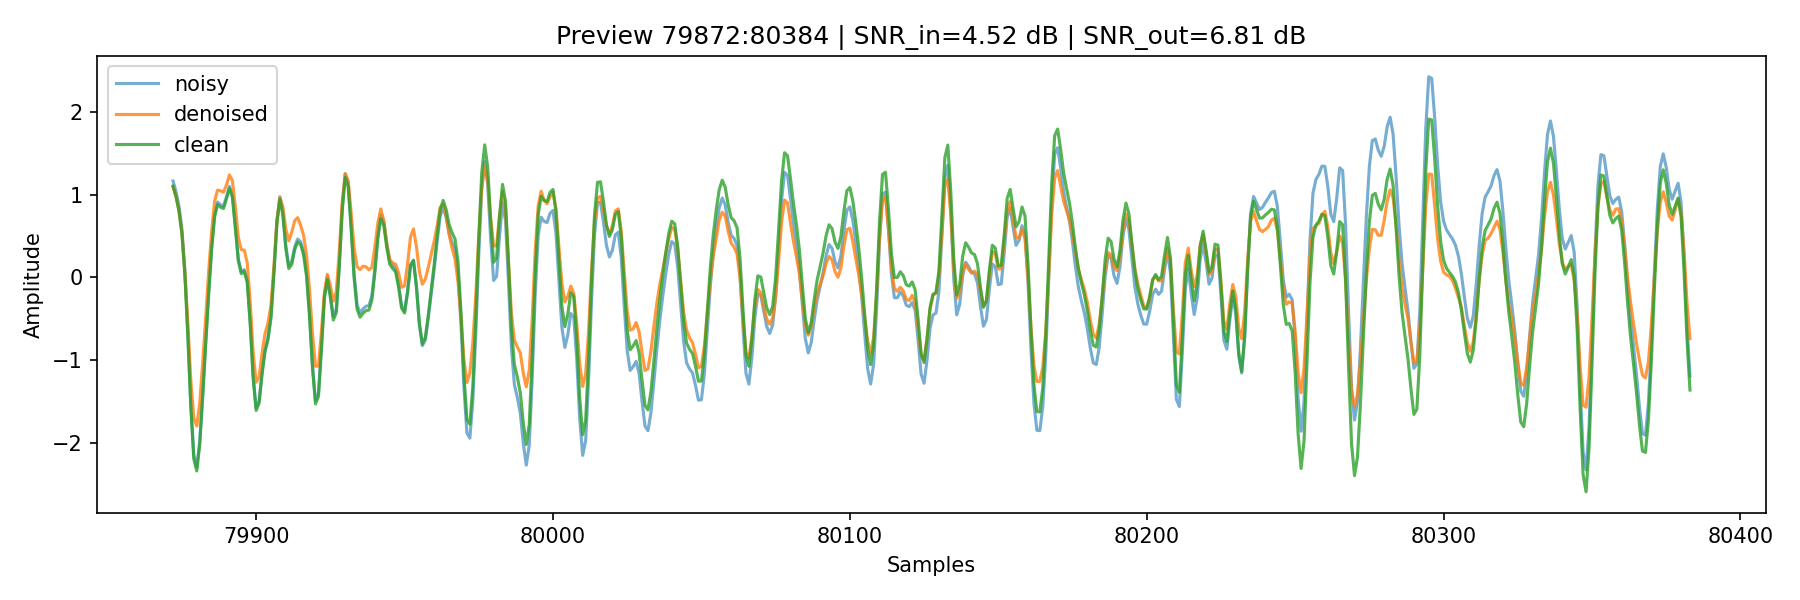 Preview 79872:80384 | SNR_in=4.52 dB | SNR_out=6.81 dB
noisy
denoised
clean
Amplitude
2
1
0
−1
−2
79900 80000 80100 80200 80300 80400
Samples